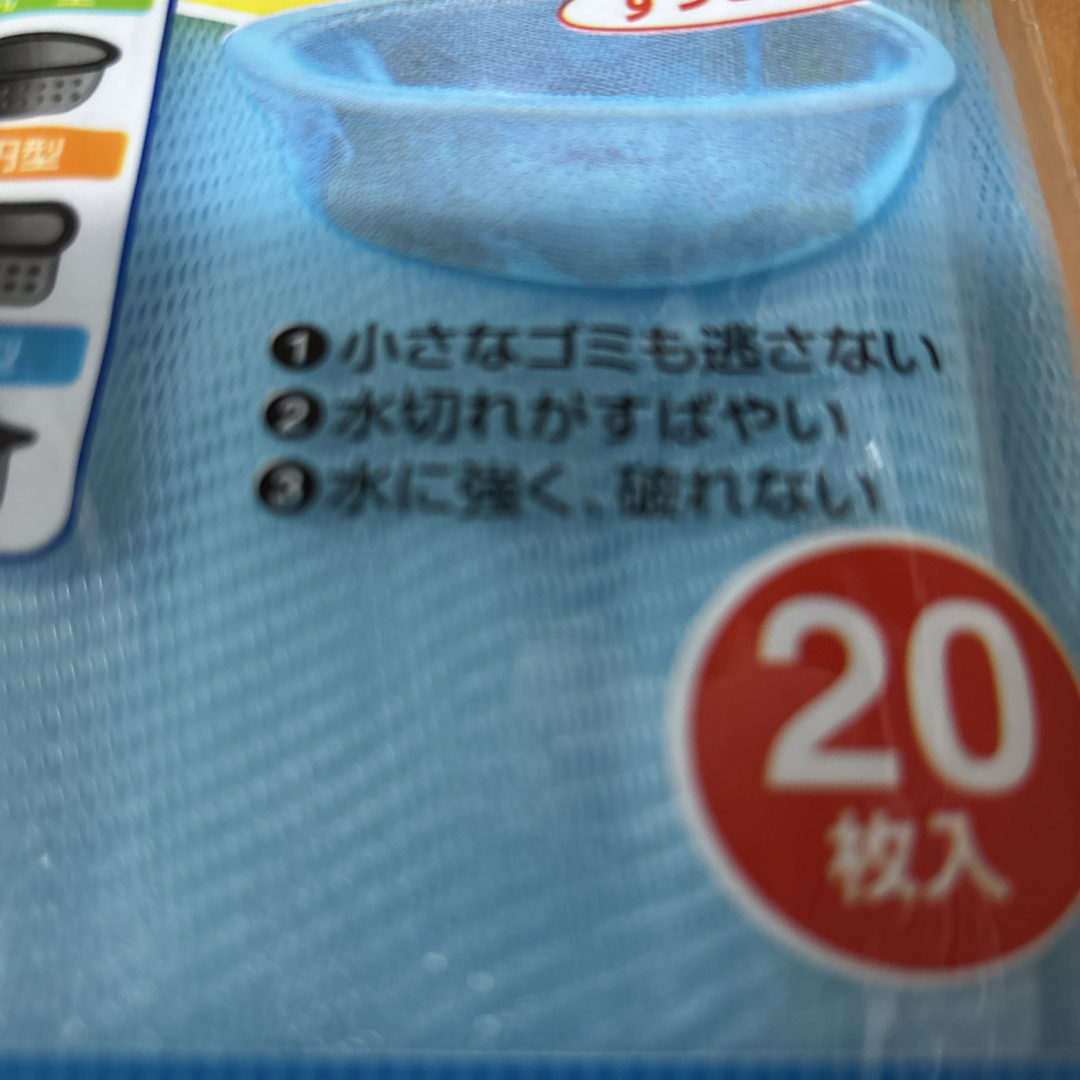 ❶小さなゴミも逃さない
❷水切れがすばやい
❸水に強く、破れない
20
枚入